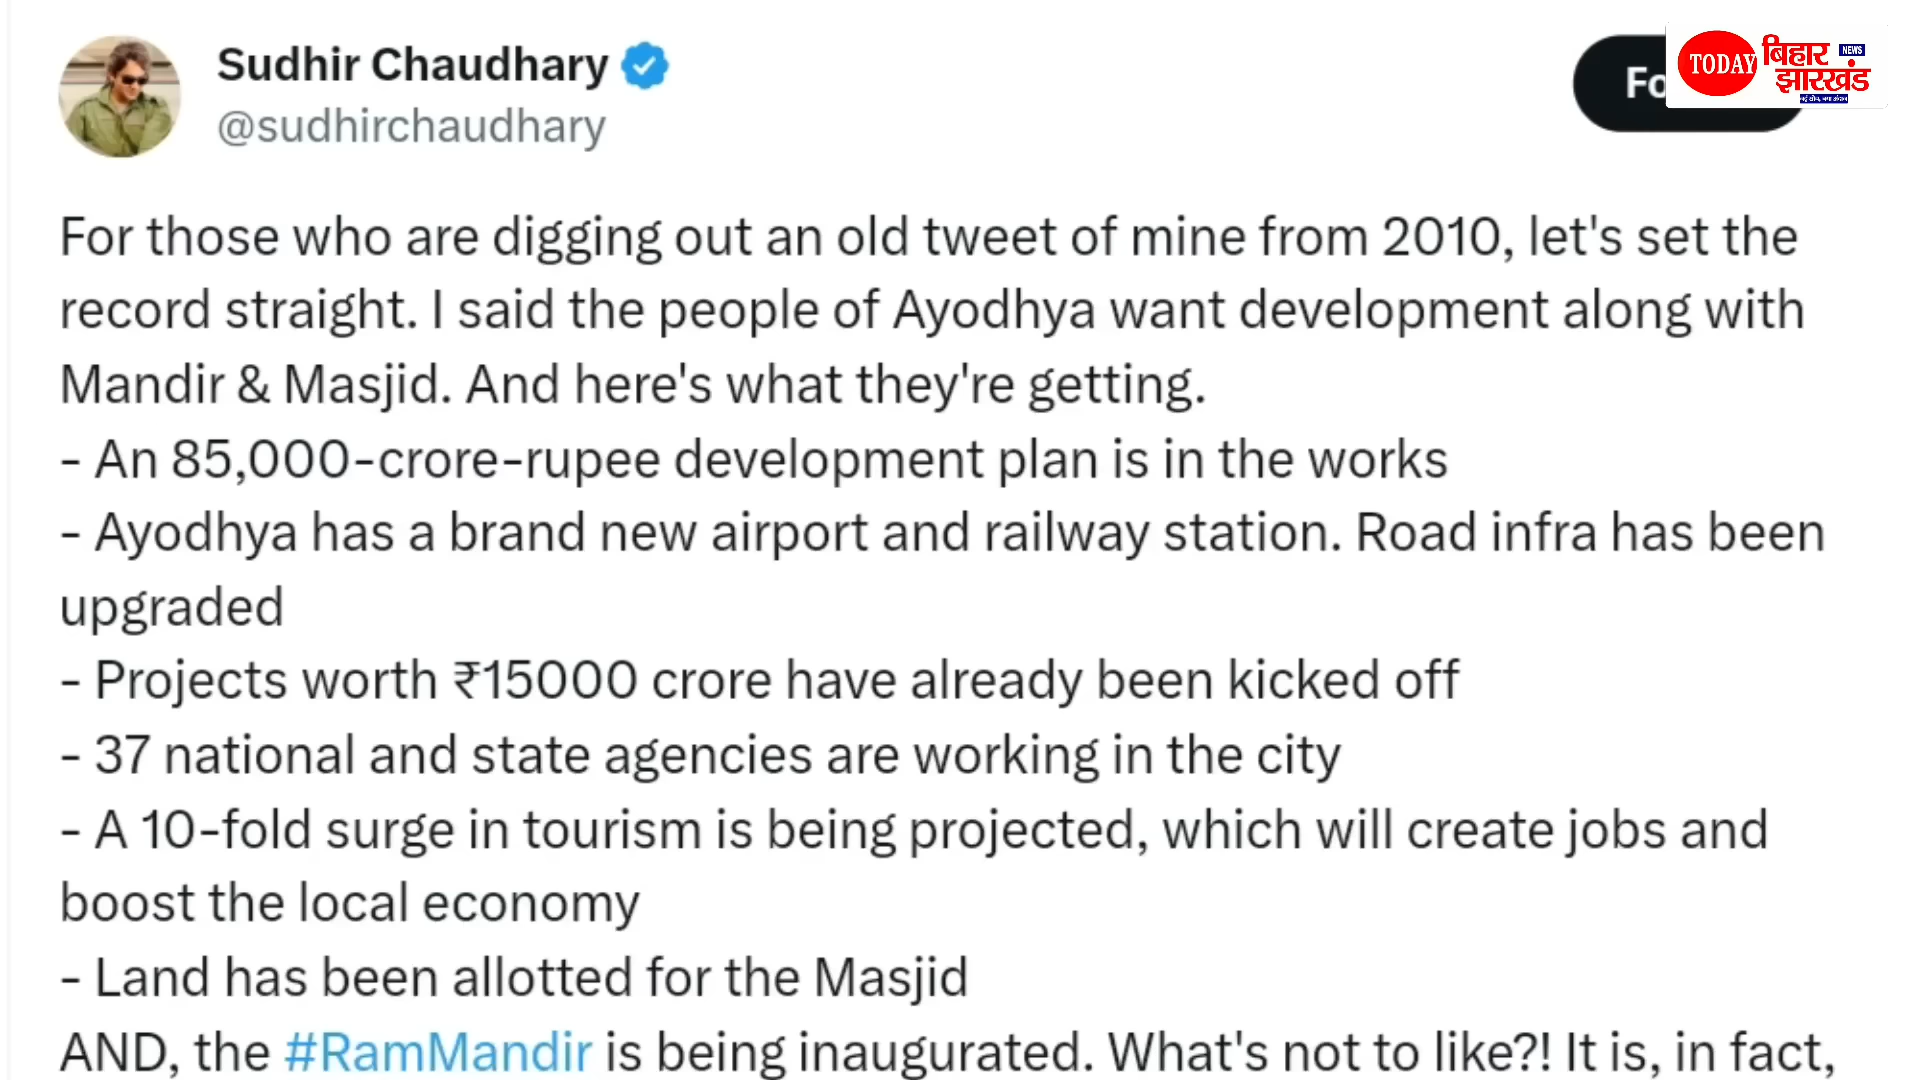 Sudhir Chaudhary
@sudhirchaudhary
Fo
TODAY बिहार NEWS
झारखंड
For those who are digging out an old tweet of mine from 2010, let's set the
record straight. I said the people of Ayodhya want development along with
Mandir & Masjid. And here's what they're getting.
- An 85,000-crore-rupee development plan is in the works
- Ayodhya has a brand new airport and railway station. Road infra has been
upgraded
- Projects worth ₹15000 crore have already been kicked off
- 37 national and state agencies are working in the city
- A 10-fold surge in tourism is being projected, which will create jobs and
boost the local economy
- Land has been allotted for the Masjid
AND, the #RamMandir is being inaugurated. What's not to like?! It is, in fact,